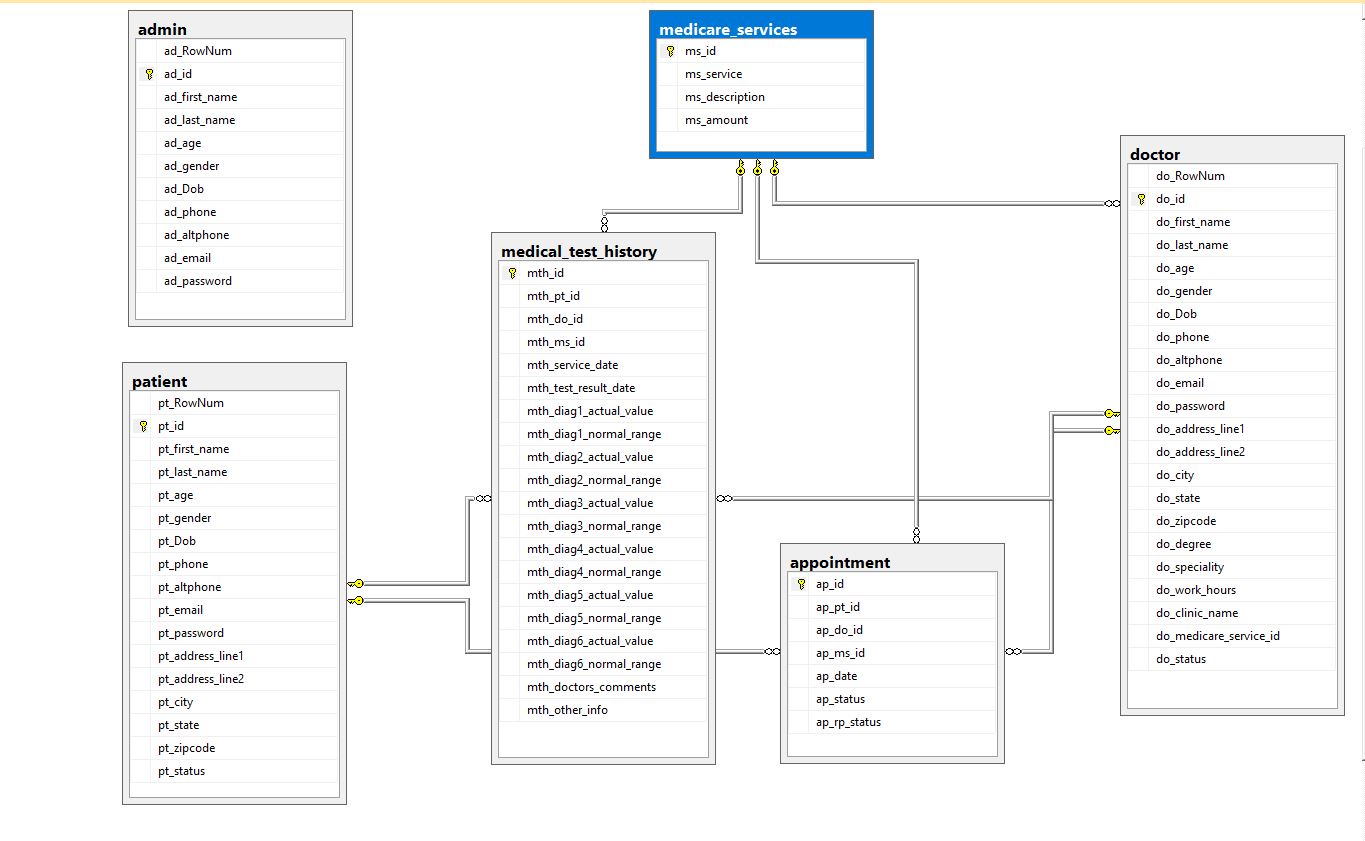 admin
ad_RowNum
ad_id
ad_first_name
ad_last_name
ad_age
ad_gender
ad_Dob
ad_phone
ad_altphone
ad_email
ad_password
medicare_services
ms_id
ms_service
ms_description
ms_amount
doctor
do_RowNum
do_id
do_first_name
do_last_name
do_age
do_gender
do_Dob
do_phone
do_altphone
do_email
do_password
do_address_line1
do_address_line2
do_city
do_state
do_zipcode
do_degree
do_speciality
do_work_hours
do_clinic_name
do_medicare_service_id
do_status
medical_test_history
mth_id
mth_pt_id
mth_do_id
mth_ms_id
mth_service_date
mth_test_result_date
mth_diag1_actual_value
mth_diag1_normal_range
mth_diag2_actual_value
mth_diag2_normal_range
mth_diag3_actual_value
mth_diag3_normal_range
mth_diag4_actual_value
mth_diag4_normal_range
mth_diag5_actual_value
mth_diag5_normal_range
mth_diag6_actual_value
mth_diag6_normal_range
mth_doctors_comments
mth_other_info
patient
pt_RowNum
pt_id
pt_first_name
pt_last_name
pt_age
pt_gender
pt_Dob
pt_phone
pt_altphone
pt_email
pt_password
pt_address_line1
pt_address_line2
pt_city
pt_state
pt_zipcode
pt_status
appointment
ap_id
ap_pt_id
ap_do_id
ap_ms_id
ap_date
ap_status
ap_rp_status